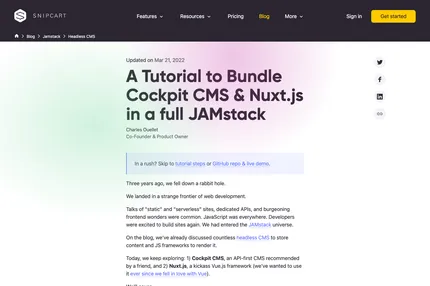 SNIPCART
Features
Resources
Pricing
Blog
More
Sign in
Get started
Blog
Jamstack
Headless CMS
Updated on Mar 21, 2022
A Tutorial to Bundle
Cockpit CMS & Nuxt.js
in a full JAMstack
Charles Ouellet
Co-Founder & Product Owner
In a rush? Skip to tutorial steps or GitHub repo & live demo.
Three years ago, we fell down a rabbit hole.
We landed in a strange frontier of web development.
Talks of "static" and "serverless" sites, dedicated APIs, and burgeoning
frontend wonders were common. JavaScript was everywhere. Developers
were excited to build sites again. We had entered the JAMstack universe.
On the blog, we've already discussed countless headless CMS to store
content and JS frameworks to render it.
Today, we keep exploring: 1) Cockpit CMS, an API-first CMS recommended
by a friend, and 2) Nuxt.js, a kickass Vue.js framework (we've wanted to use
it ever since we fell in love with Vue).